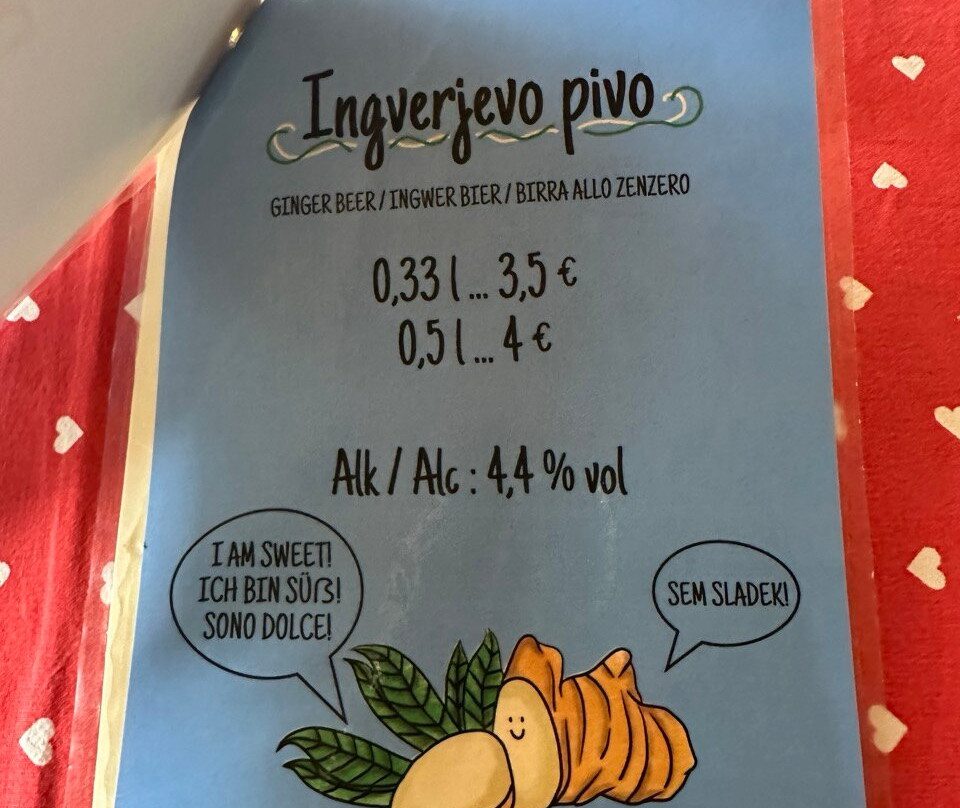 Ingverjevo pivo
GINGER BEER / INGWER BIER / BIRRA ALLO ZENZERO
0,33 l ... 3,5 €
0,5 l ... 4 €
Alk / Alc : 4,4 % vol
I AM SWEET!
ICH BIN SÜß!
SONO DOLCE!
SEM SLADEK!